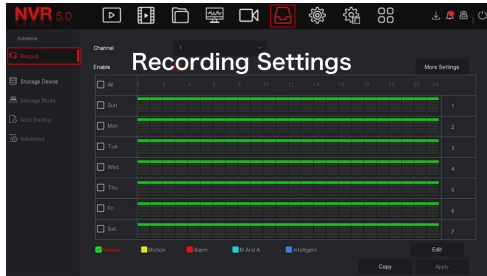 NVR 5.0
Schedule
Record
Storage Device
Storage Mode
Auto Backup
Advanced
Channel
1
Enable
Recording Settings
More Settings
All
0 2 4 6 8 10 12 14 16 18 20 22 24
Sun
1
Mon
2
Tue
3
Wed
4
Thu
5
Fri
6
Sat
7
Normal
Motion
Alarm
M And A
Intelligent
Edit
Copy
Apply